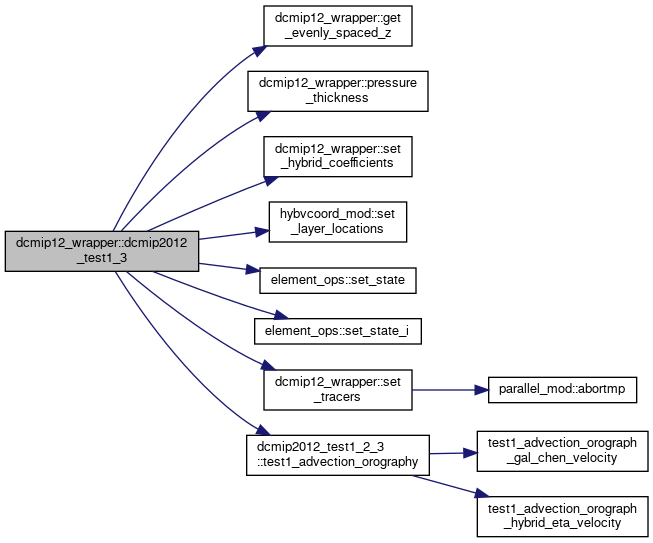 dcmip12_wrapper::get
_evenly_spaced_z
dcmip12_wrapper::pressure
_thickness
dcmip12_wrapper::set
_hybrid_coefficients
hybvcoord_mod::set
_layer_locations
dcmip12_wrapper::dcmip2012
_test1_3
element_ops::set_state
element_ops::set_state_i
dcmip12_wrapper::set
_tracers
parallel_mod::abortmp
dcmip2012_test1_2_3
::test1_advection_orography
test1_advection_orograph
_gal_chen_velocity
test1_advection_orograph
_hybrid_eta_velocity